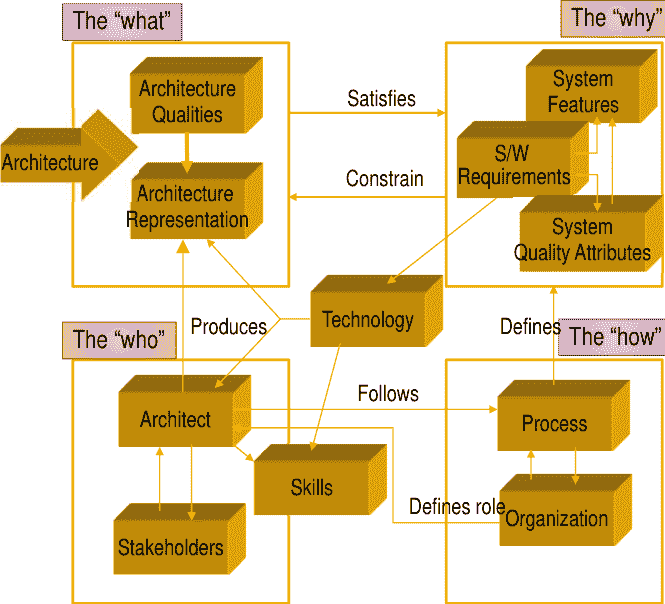 The “what”
The “why”
Architecture
Qualities
System
Features
Satisfies
Architecture
S/W
Requirements
Constrain
Architecture
Representation
System
Quality Attributes
Produces
Technology
Defines
The “who”
The “how”
Architect
Follows
Process
Skills
Defines role
Organization
Stakeholders